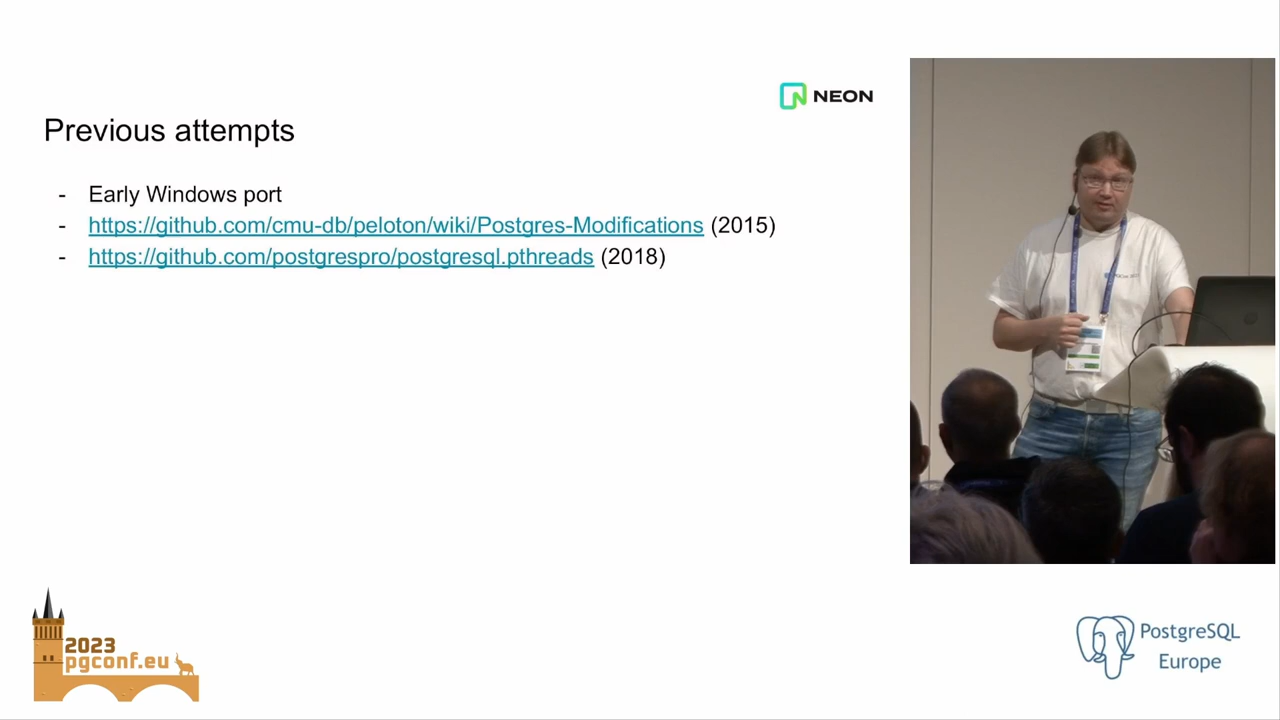 NEON
Previous attempts
- Early Windows port
- https://github.com/cmu-db/peloton/wiki/Postgres-Modifications (2015)
- https://github.com/postgrespro/postgresql.pthreads (2018)
2023
pgconf.eu
PostgreSQL
Europe